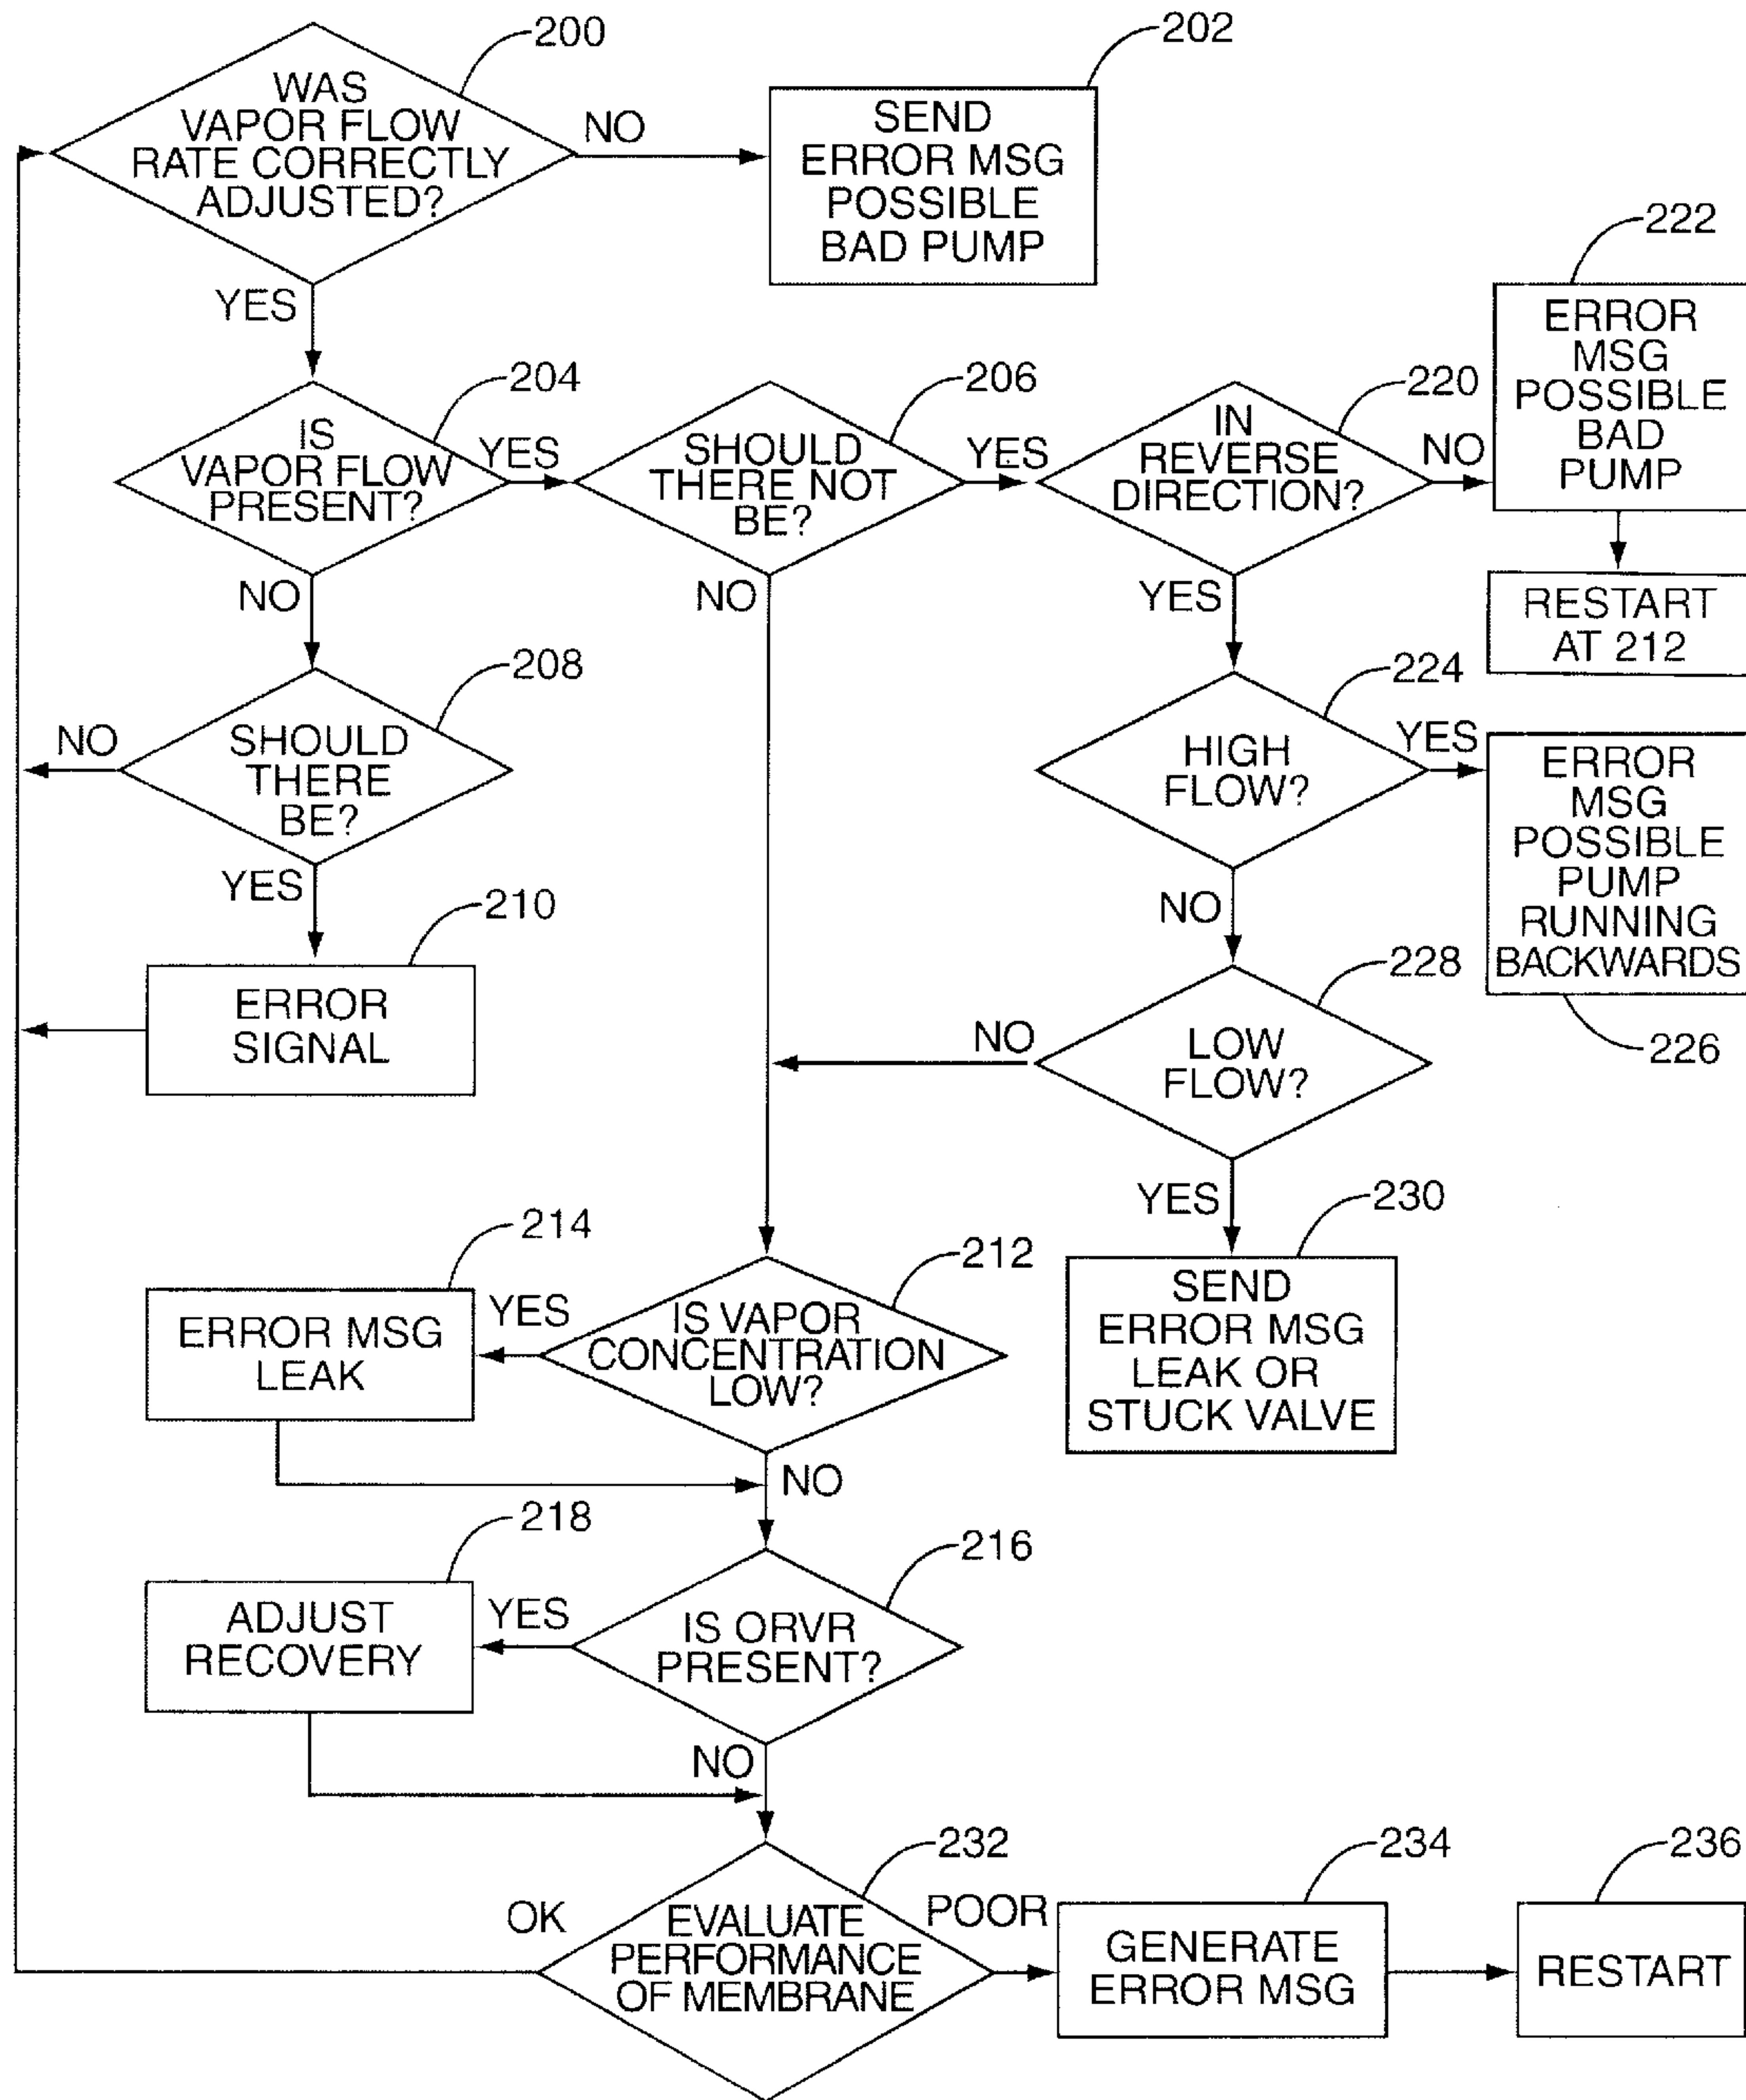 200
WAS
VAPOR FLOW
RATE CORRECTLY
ADJUSTED?
NO
YES
202
SEND
ERROR MSG
POSSIBLE
BAD PUMP
204
IS
VAPOR FLOW
PRESENT?
YES
NO
206
SHOULD
THERE NOT
BE?
YES
NO
220
IN
REVERSE
DIRECTION?
NO
YES
222
ERROR
MSG
POSSIBLE
BAD
PUMP
RESTART
AT 212
208
SHOULD
THERE
BE?
NO
YES
224
HIGH
FLOW?
YES
NO
ERROR
MSG
POSSIBLE
PUMP
RUNNING
BACKWARDS
226
210
ERROR
SIGNAL
228
LOW
FLOW?
NO
YES
230
SEND
ERROR MSG
LEAK OR
STUCK VALVE
212
IS VAPOR
CONCENTRATION
LOW?
YES
NO
214
ERROR MSG
LEAK
216
IS ORVR
PRESENT?
YES
NO
218
ADJUST
RECOVERY
232
EVALUATE
PERFORMANCE
OF MEMBRANE
OK
POOR
234
GENERATE
ERROR MSG
236
RESTART